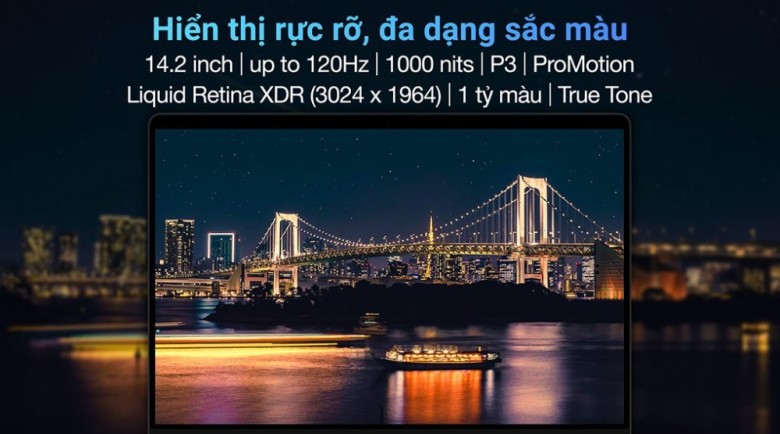 Hiển thị rực rỡ, đa dạng sắc màu
14.2 inch | up to 120Hz | 1000 nits | P3 | ProMotion
Liquid Retina XDR (3024 x 1964) | 1 tỷ màu | True Tone